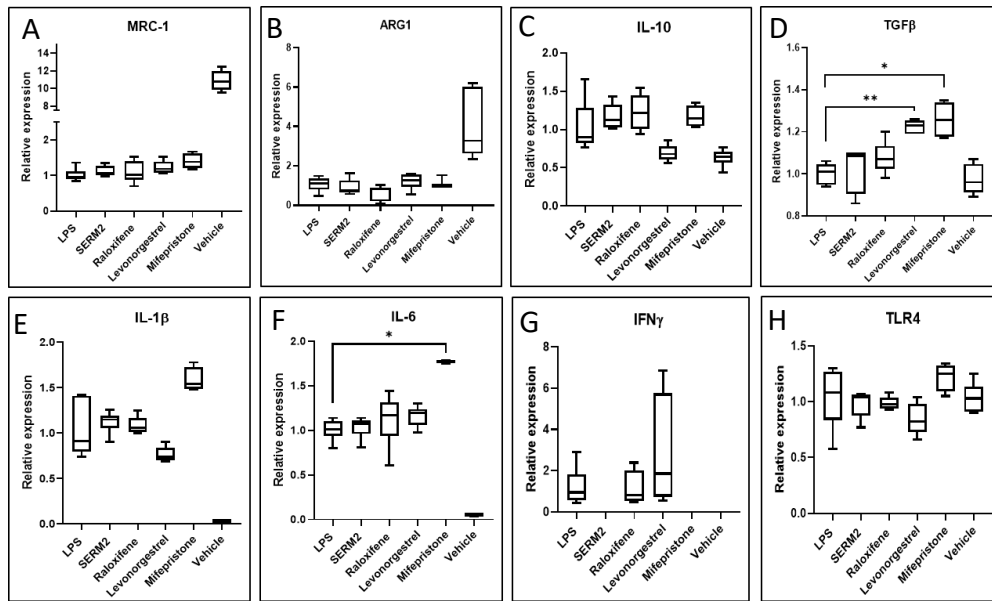 A
MRC-1
Relative expression
14
12
10
8
2
1
0
LPS
SERM2
Raloxifene
Levonorgestrel
Mifepristone
Vehicle
B
ARG1
Relative expression
8
6
4
2
0
LPS
SERM2
Raloxifene
Levonorgestrel
Mifepristone
Vehicle
C
IL-10
Relative expression
2.0
1.5
1.0
0.5
0.0
LPS
SERM2
Raloxifene
Levonorgestrel
Mifepristone
Vehicle
D
TGFβ
Relative expression
1.6
1.4
1.2
1.0
0.8
*
**
LPS
SERM2
Raloxifene
Levonorgestrel
Mifepristone
Vehicle
E
IL-1β
Relative expression
2.0
1.5
1.0
0.5
0.0
LPS
SERM2
Raloxifene
Levonorgestrel
Mifepristone
Vehicle
F
IL-6
Relative expression
2.0
1.5
1.0
0.5
0.0
*
LPS
SERM2
Raloxifene
Levonorgestrel
Mifepristone
Vehicle
G
IFNγ
Relative expression
8
6
4
2
0
LPS
SERM2
Raloxifene
Levonorgestrel
Mifepristone
Vehicle
H
TLR4
Relative expression
1.5
1.0
0.5
0.0
LPS
SERM2
Raloxifene
Levonorgestrel
Mifepristone
Vehicle